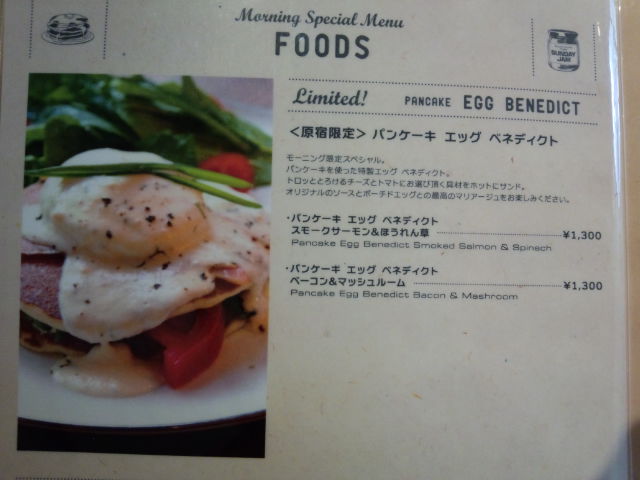 Morning Special Menu
FOODS
SUNDAY
JAM
Limited! PANCAKE EGG BENEDICT
<原宿限定> パンケーキ エッグ ベネディクト
モーニング限定スペシャル。
パンケーキを使った特製エッグ ベネディクト。
トロッととろけるチーズとトマトにお選び頂く具材をホットにサンド。
オリジナルのソースとポーチドエッグとの最高のマリアージュをお楽しみください。
・パンケーキ エッグ ベネディクト
スモークサーモン&ほうれん草 ¥1,300
Pancake Egg Benedict Smoked Salmon & Spinach
・パンケーキ エッグ ベネディクト
ベーコン&マッシュルーム ¥1,300
Pancake Egg Benedict Bacon & Mashroom